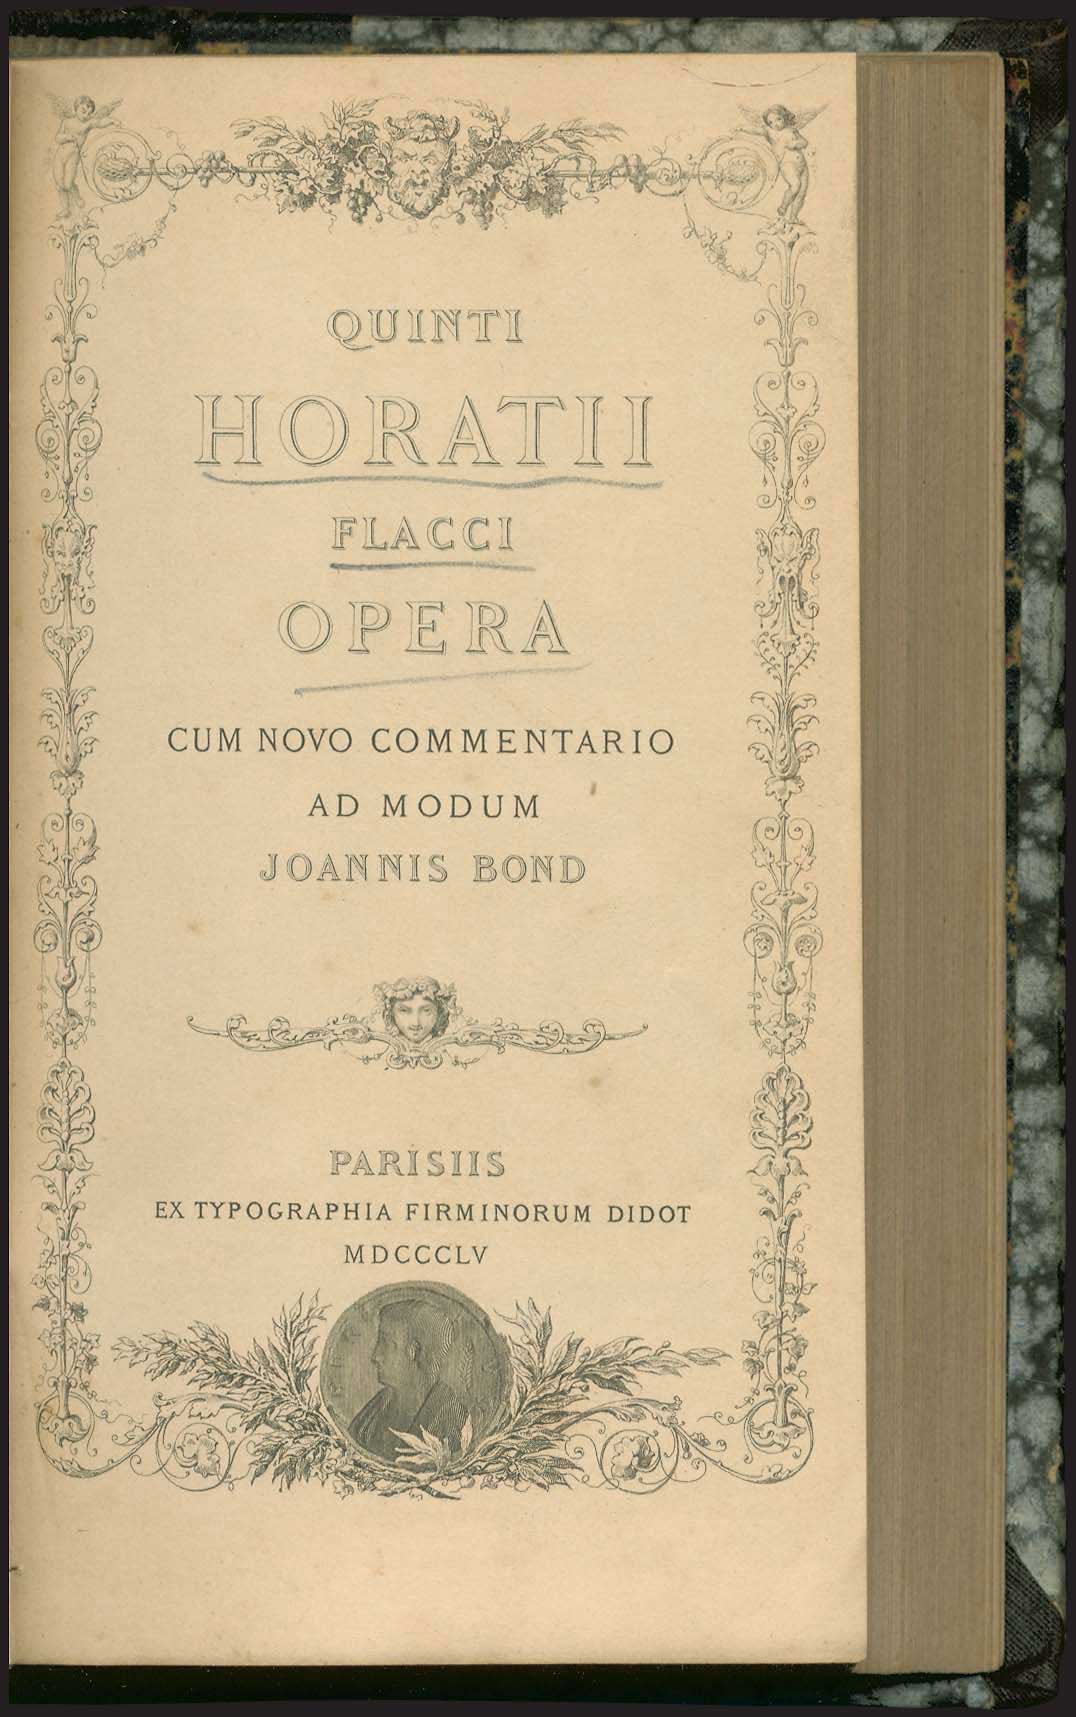 QUINTI
HORATII
FLACCI
OPERA
CUM NOVO COMMENTARIO
AD MODUM
JOANNIS BOND
PARISIIS
EX TYPOGRAPHIA FIRMINORUM DIDOT
MDCCCLV